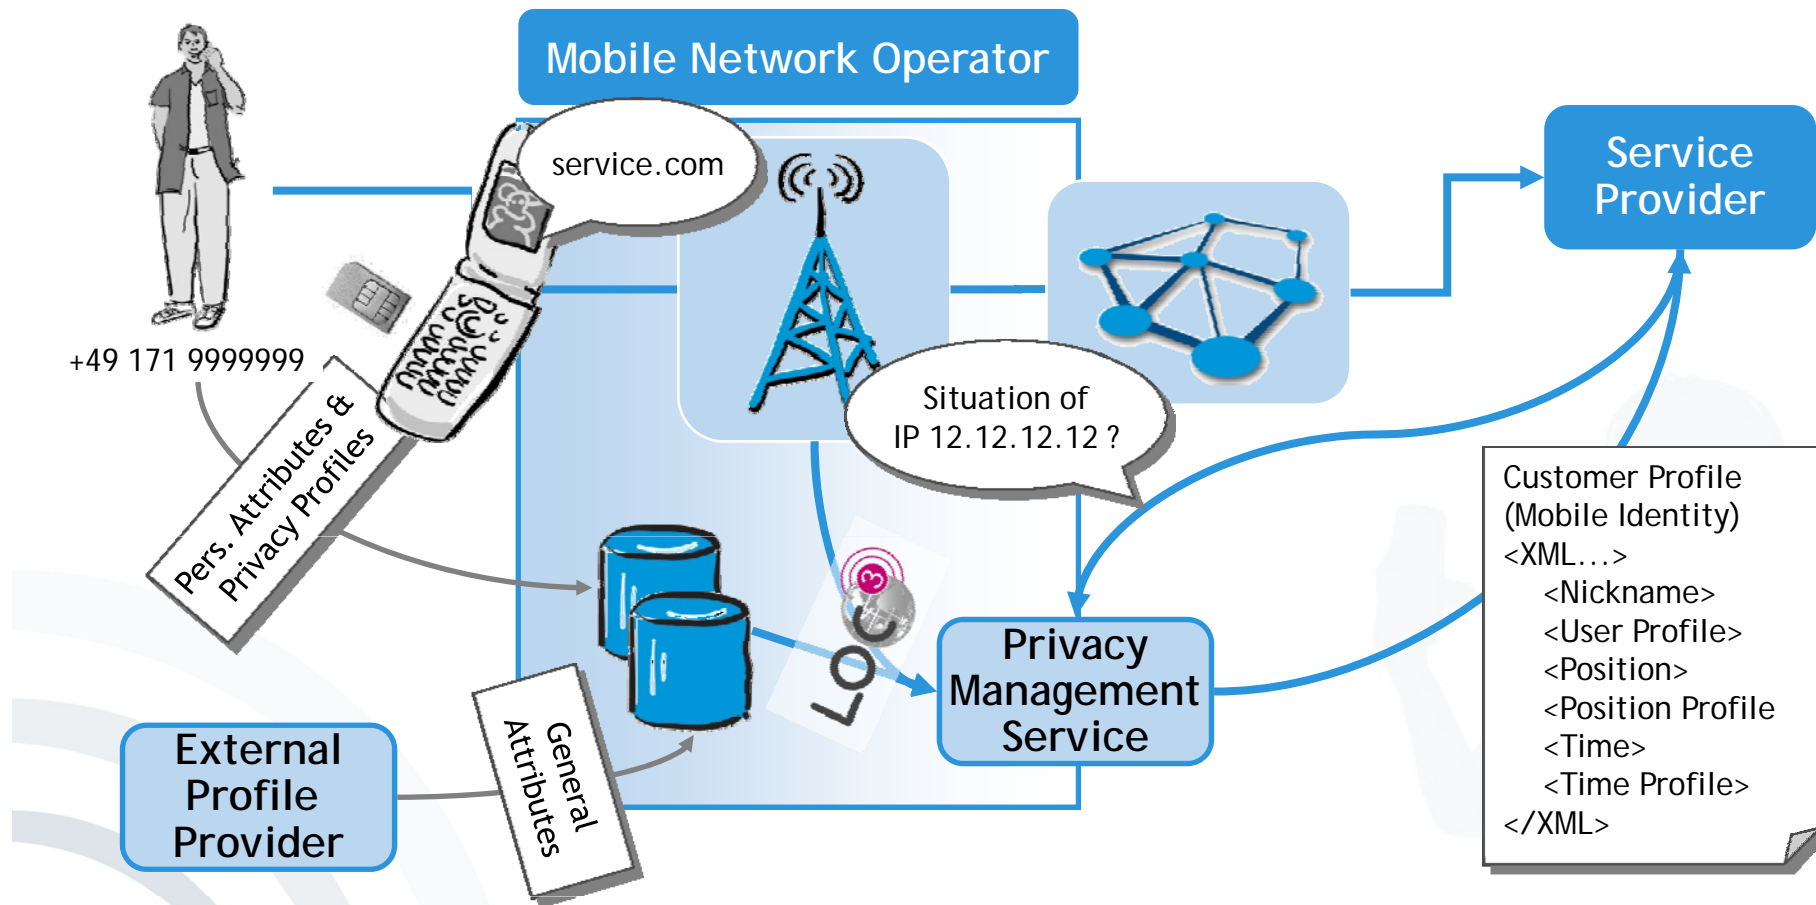 Mobile Network Operator
service.com
Service
Provider
+49 171 9999999
Pers. Attributes &
Privacy Profiles
Situation of
IP 12.12.12.12 ?
LOC
3
Customer Profile
(Mobile Identity)
<XML...>
<Nickname>
<User Profile>
<Position>
<Position Profile
<Time>
<Time Profile>
</XML>
Privacy
Management
Service
General
Attributes
External
Profile
Provider